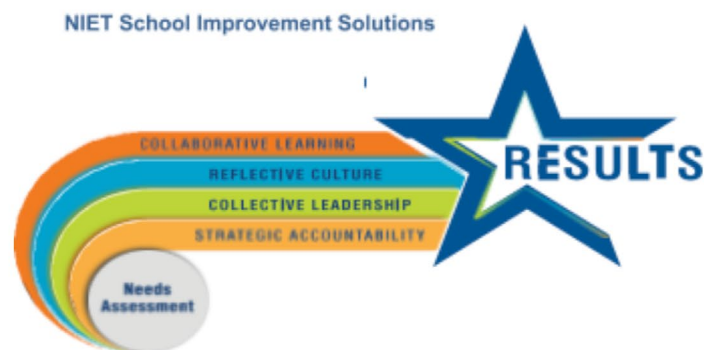 NIET School Improvement Solutions
COLLABORATIVE LEARNING
REFLECTIVE CULTURE
COLLECTIVE LEADERSHIP
STRATEGIC ACCOUNTABILITY
RESULTS
Needs
Assessment